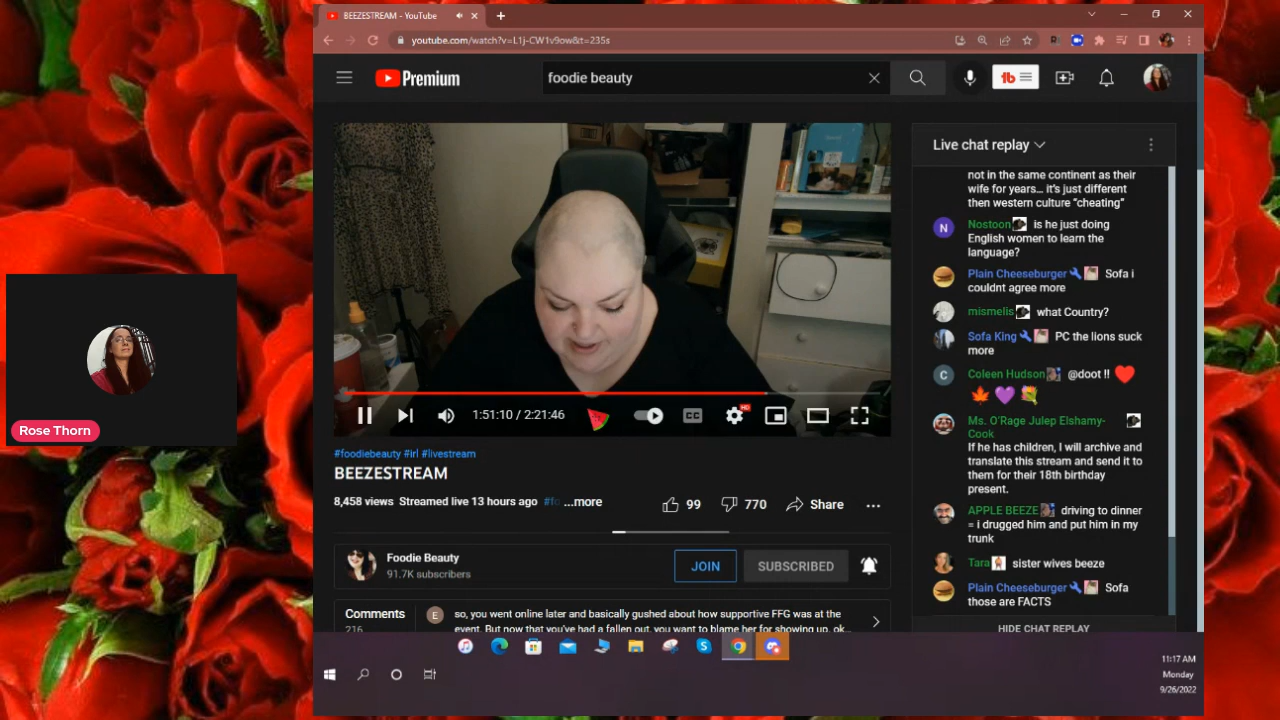 BEEZESTREAM - YouTube
youtube.com/watch?v=L1j-CW1v9ow&t=235s
Premium
foodie beauty
Live chat replay
not in the same continent as their
wife for years... it's just different
then western culture “cheating”
Nostoon is he just doing
English women to learn the
language?
Plain Cheeseburger Sofa i
couldnt agree more
mismelis what Country?
Sofa King PC the lions suck
more
Coleen Hudson @doot !!
Ms. O'Rage Julep Elshamy-
Cook
If he has children, I will archive and
translate this stream and send it to
them for their 18th birthday
present.
APPLE BEEZE driving to dinner
= i drugged him and put him in my
trunk
Tara sister wives beeze
Plain Cheeseburger Sofa
those are FACTS
HIDE CHAT REPLAY
1:51:10 / 2:21:46
CC
HD
#foodiebeauty #irl #livestream
BEEZESTREAM
8,458 views Streamed live 13 hours ago #fo ...more
99 770 Share
Foodie Beauty
91.7K subscribers
JOIN SUBSCRIBED
Comments
216
E so, you went online later and basically gushed about how supportive FFG was at the
event. But now that you've had a fallen out, you want to blame her for showing up. ok...
Rose Thorn
11:17 AM
Monday
9/26/2022